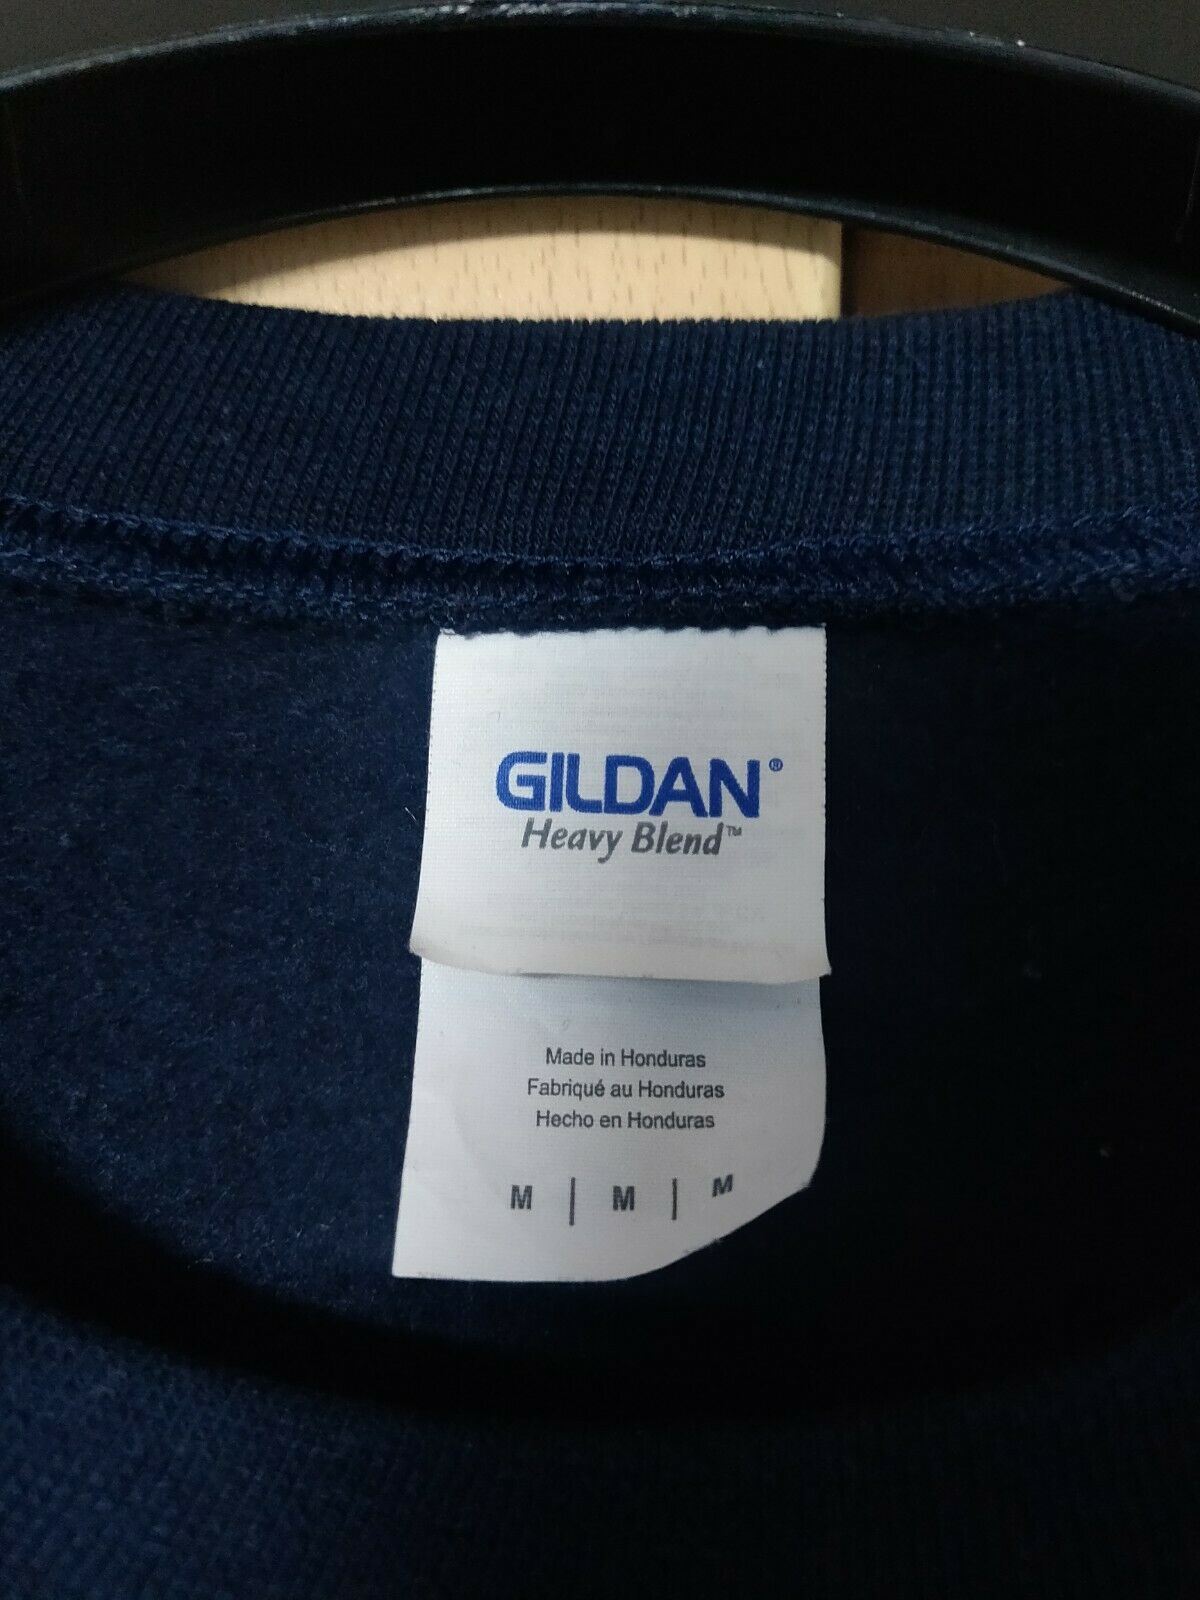 GILDAN®
Heavy Blend™
Made in Honduras
Fabriqué au Honduras
Hecho en Honduras
M | M | M